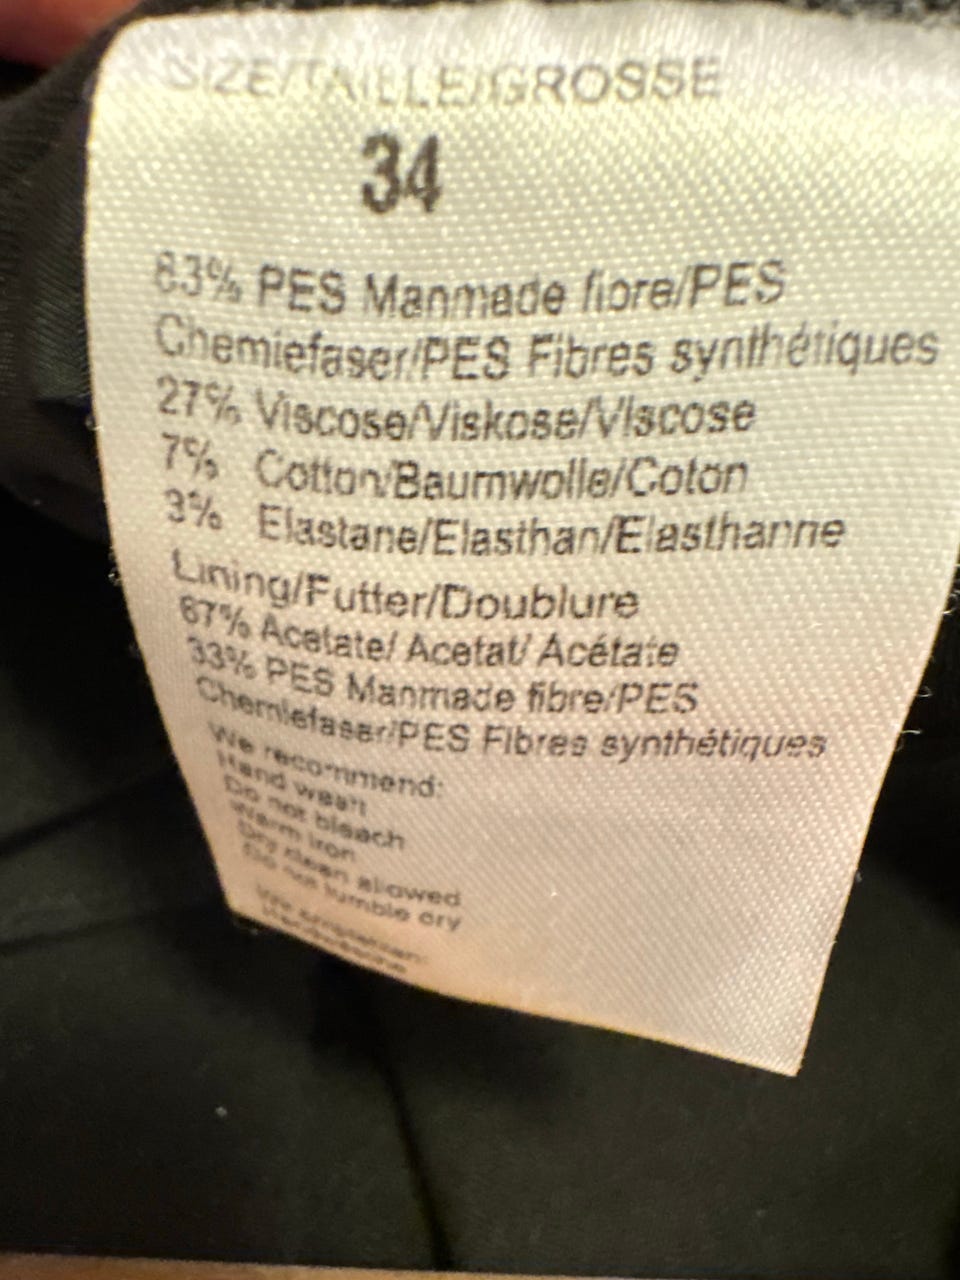 SIZE/TAILLE/GROSSE
34
63% PES Manmade fibre/PES
Chemiefaser/PES Fibres synthétiques
27% Viscose/Viskose/Viscose
7% Cotton/Baumwolle/Coton
3% Elastane/Elasthan/Elasthanne
Lining/Futter/Doublure
67% Acetate/ Acetat/ Acétate
33% PES Manmade fibre/PES
Chemiefaser/PES Fibres synthétiques
We recommend:
Hand wash
Do not bleach
Warm iron
Dry clean allowed
Do not tumble dry
Wir empfehlen:
Handwäsche